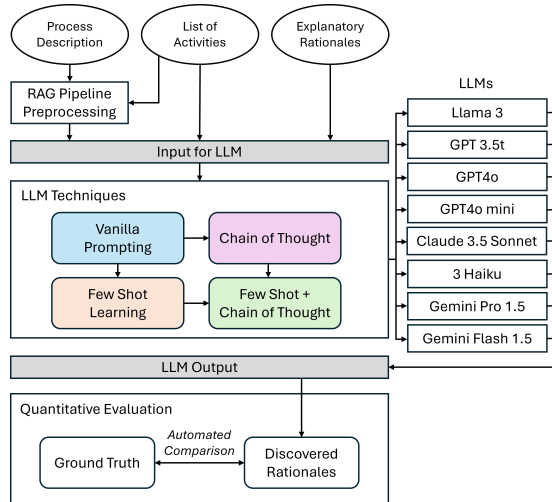 Process
Description
List of
Activities
Explanatory
Rationales
RAG Pipeline
Preprocessing
Input for LLM
LLM Techniques
Vanilla
Prompting
Chain of Thought
Few Shot
Learning
Few Shot +
Chain of Thought
LLMs
Llama 3
GPT 3.5t
GPT4o
GPT4o mini
Claude 3.5 Sonnet
3 Haiku
Gemini Pro 1.5
Gemini Flash 1.5
LLM Output
Quantitative Evaluation
Ground Truth
Automated
Comparison
Discovered
Rationales